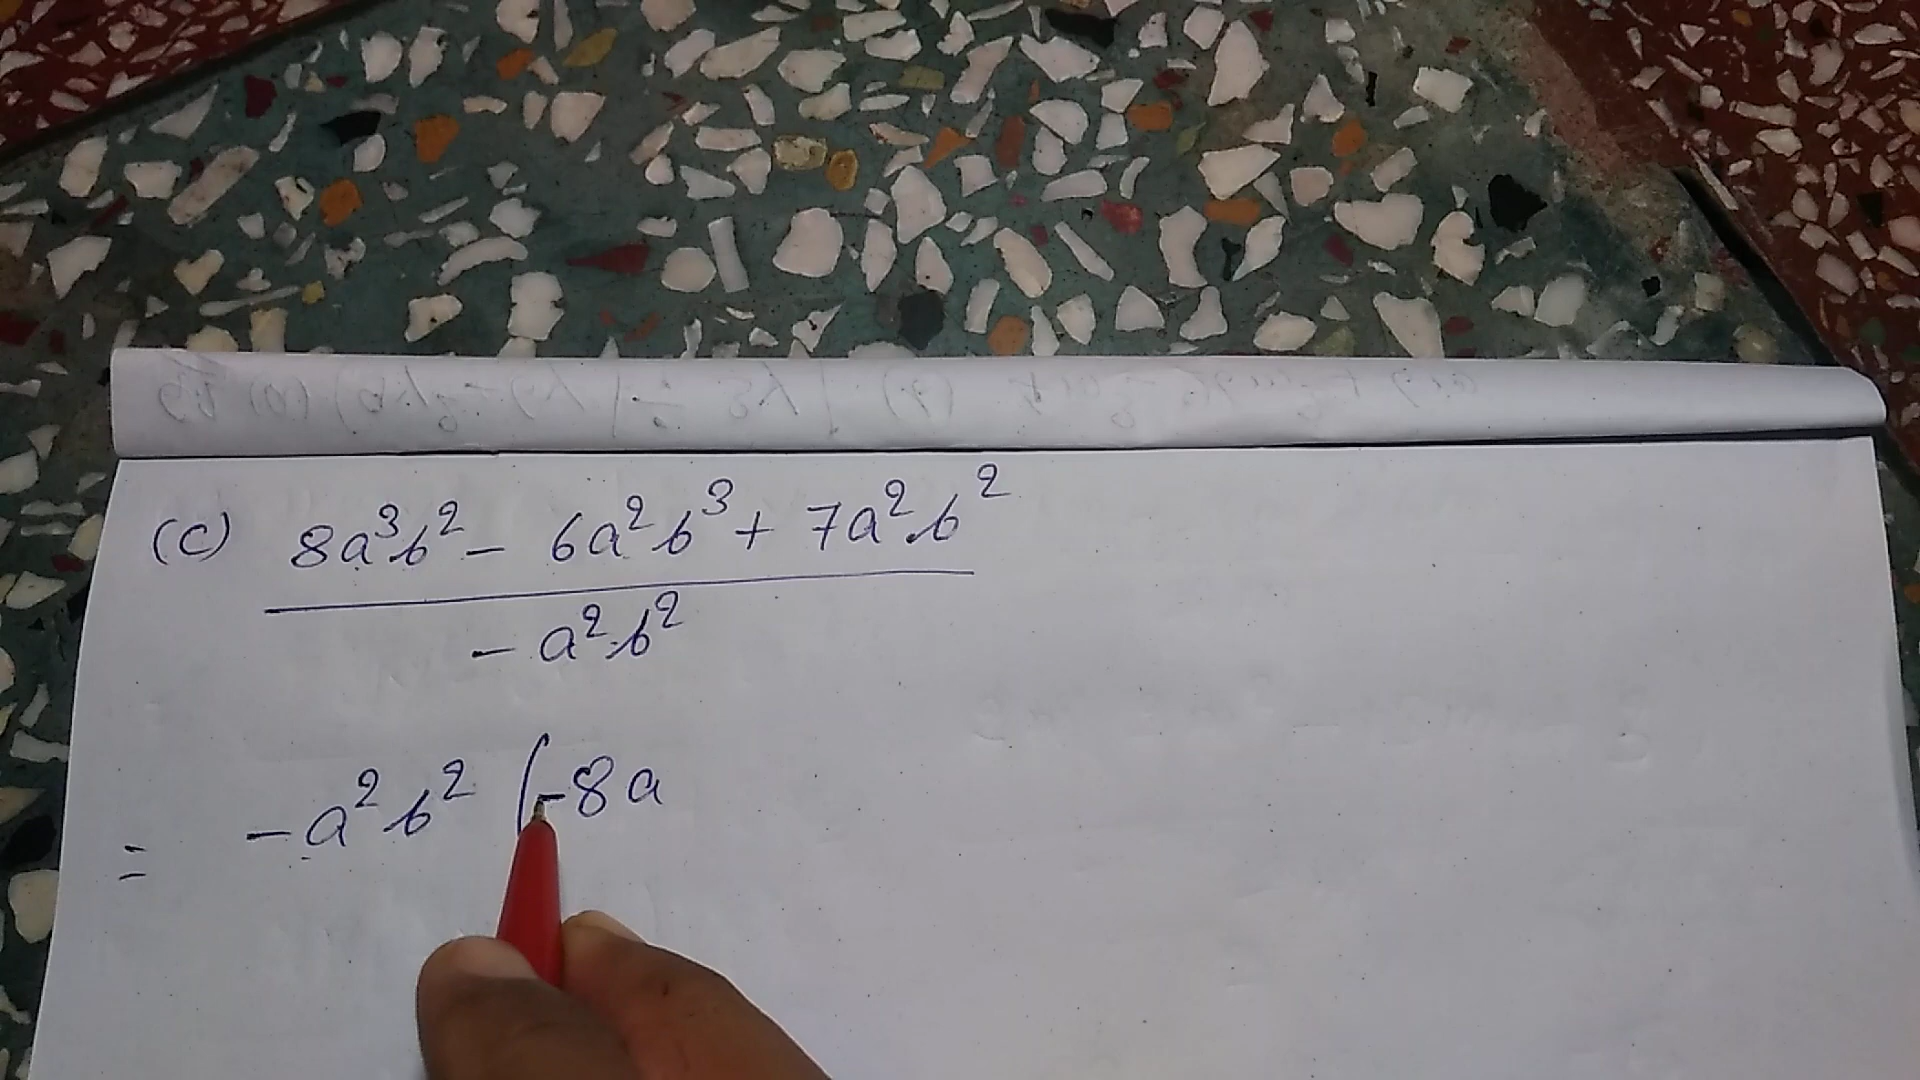 (c) 8a³b² - 6a²b³ + 7a²b²
- a²b²
= - a²b² (-8a